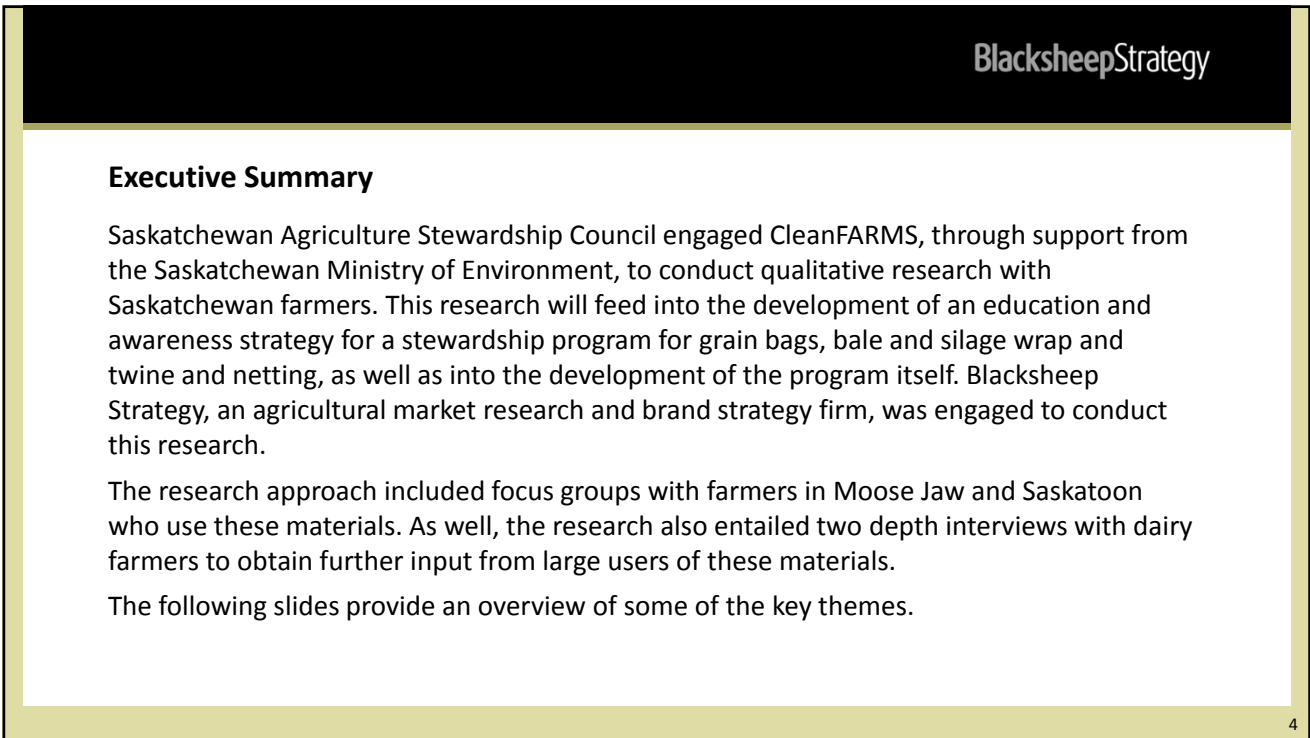 BlacksheepStrategy
Executive Summary
Saskatchewan Agriculture Stewardship Council engaged CleanFARMS, through support from
the Saskatchewan Ministry of Environment, to conduct qualitative research with
Saskatchewan farmers. This research will feed into the development of an education and
awareness strategy for a stewardship program for grain bags, bale and silage wrap and
twine and netting, as well as into the development of the program itself. Blacksheep
Strategy, an agricultural market research and brand strategy firm, was engaged to conduct
this research.
The research approach included focus groups with farmers in Moose Jaw and Saskatoon
who use these materials. As well, the research also entailed two depth interviews with dairy
farmers to obtain further input from large users of these materials.
The following slides provide an overview of some of the key themes.
4